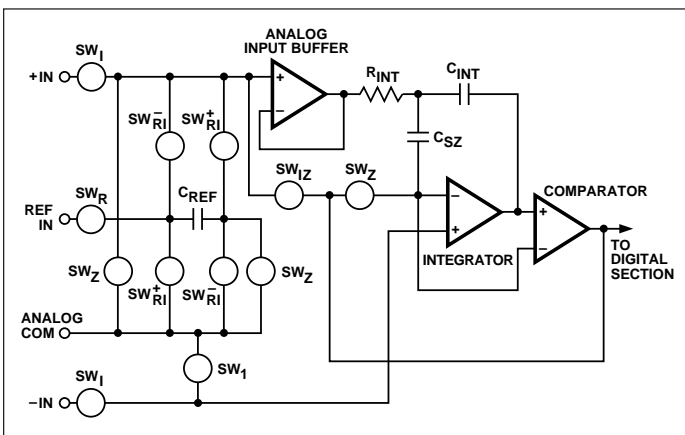 ANALOG
INPUT BUFFER
+IN
SWI
RINT
CINT
SW−RI
SW+RI
CSZ
SWIZ
SWZ
SWR
CREF
REF
IN
COMPARATOR
INTEGRATOR
TO
DIGITAL
SECTION
SWZ
SW+RI
SW−RI
SWZ
ANALOG
COM
SW1
SWI
−IN
+
−
−
+
+
−